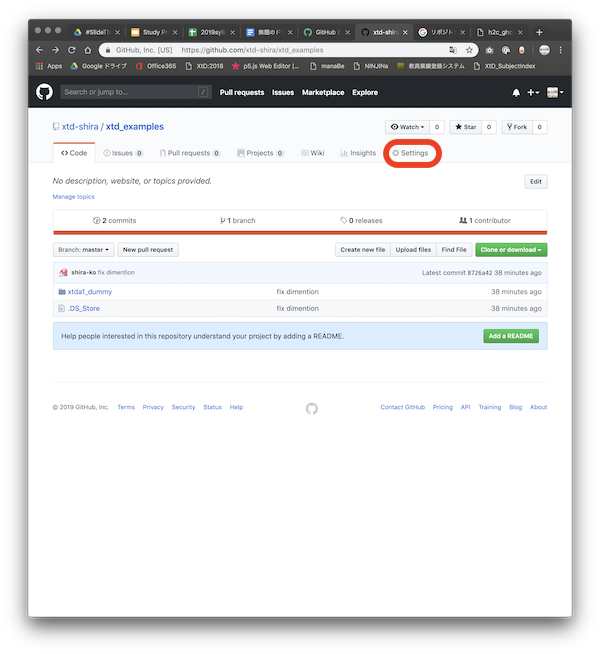 #SlideThe
Study P
2019syll
無題のド
GitHub C
xtd-shira
リポジト
h2c_gho
GitHub, Inc. [US] https://github.com/xtd-shira/xtd_examples
Apps Google ドライブ Office365 XtD:2018 p5.js Web Editor |... manaBe NINJINa 教員業績登録システム XtD_SubjectIndex
Search or jump to... / Pull requests Issues Marketplace Explore
xtd-shira / xtd_examples Watch 0 Star 0 Fork 0
Code Issues 0 Pull requests 0 Projects 0 Wiki Insights Settings
No description, website, or topics provided. Edit
Manage topics
2 commits 1 branch 0 releases 1 contributor
Branch: master New pull request Create new file Upload files Find File Clone or download
shira-ko fix dimention Latest commit 8726a42 38 minutes ago
xtda1_dummy fix dimention 38 minutes ago
.DS_Store fix dimention 38 minutes ago
Help people interested in this repository understand your project by adding a README. Add a README
© 2019 GitHub, Inc. Terms Privacy Security Status Help Contact GitHub Pricing API Training Blog About